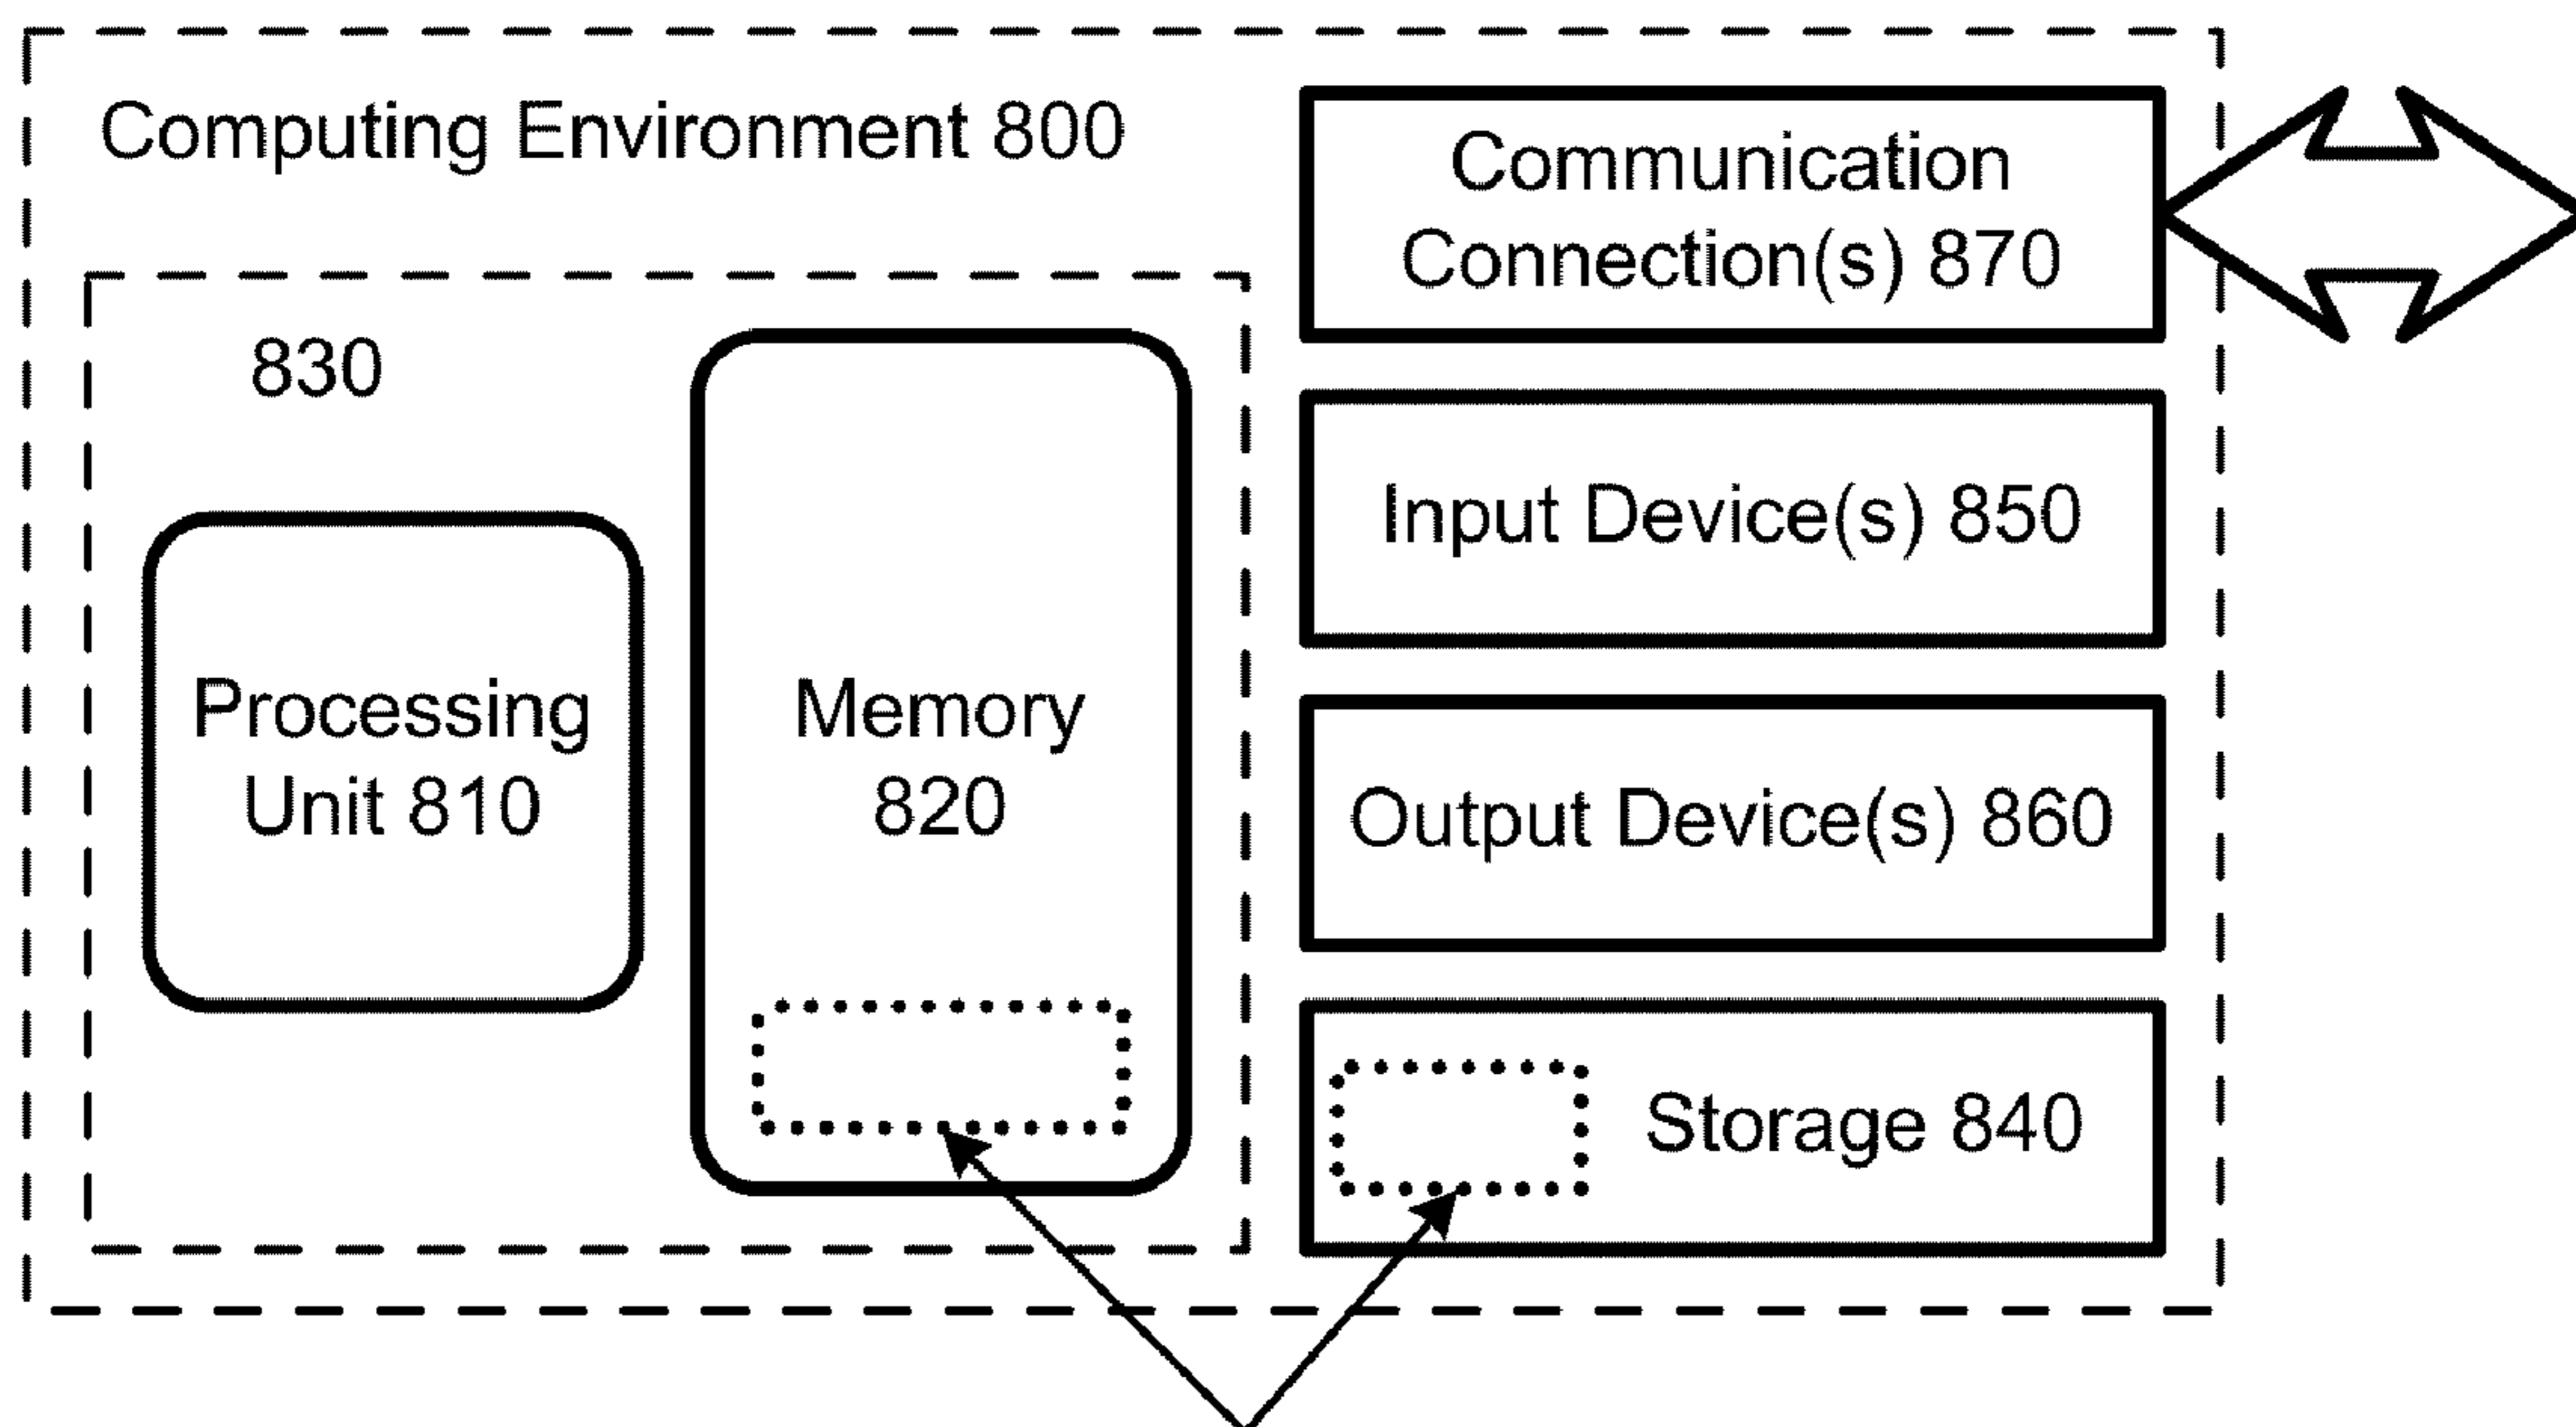 Computing Environment 800
830
Processing
Unit 810
Memory
820
Communication
Connection(s) 870
Input Device(s) 850
Output Device(s) 860
Storage 840